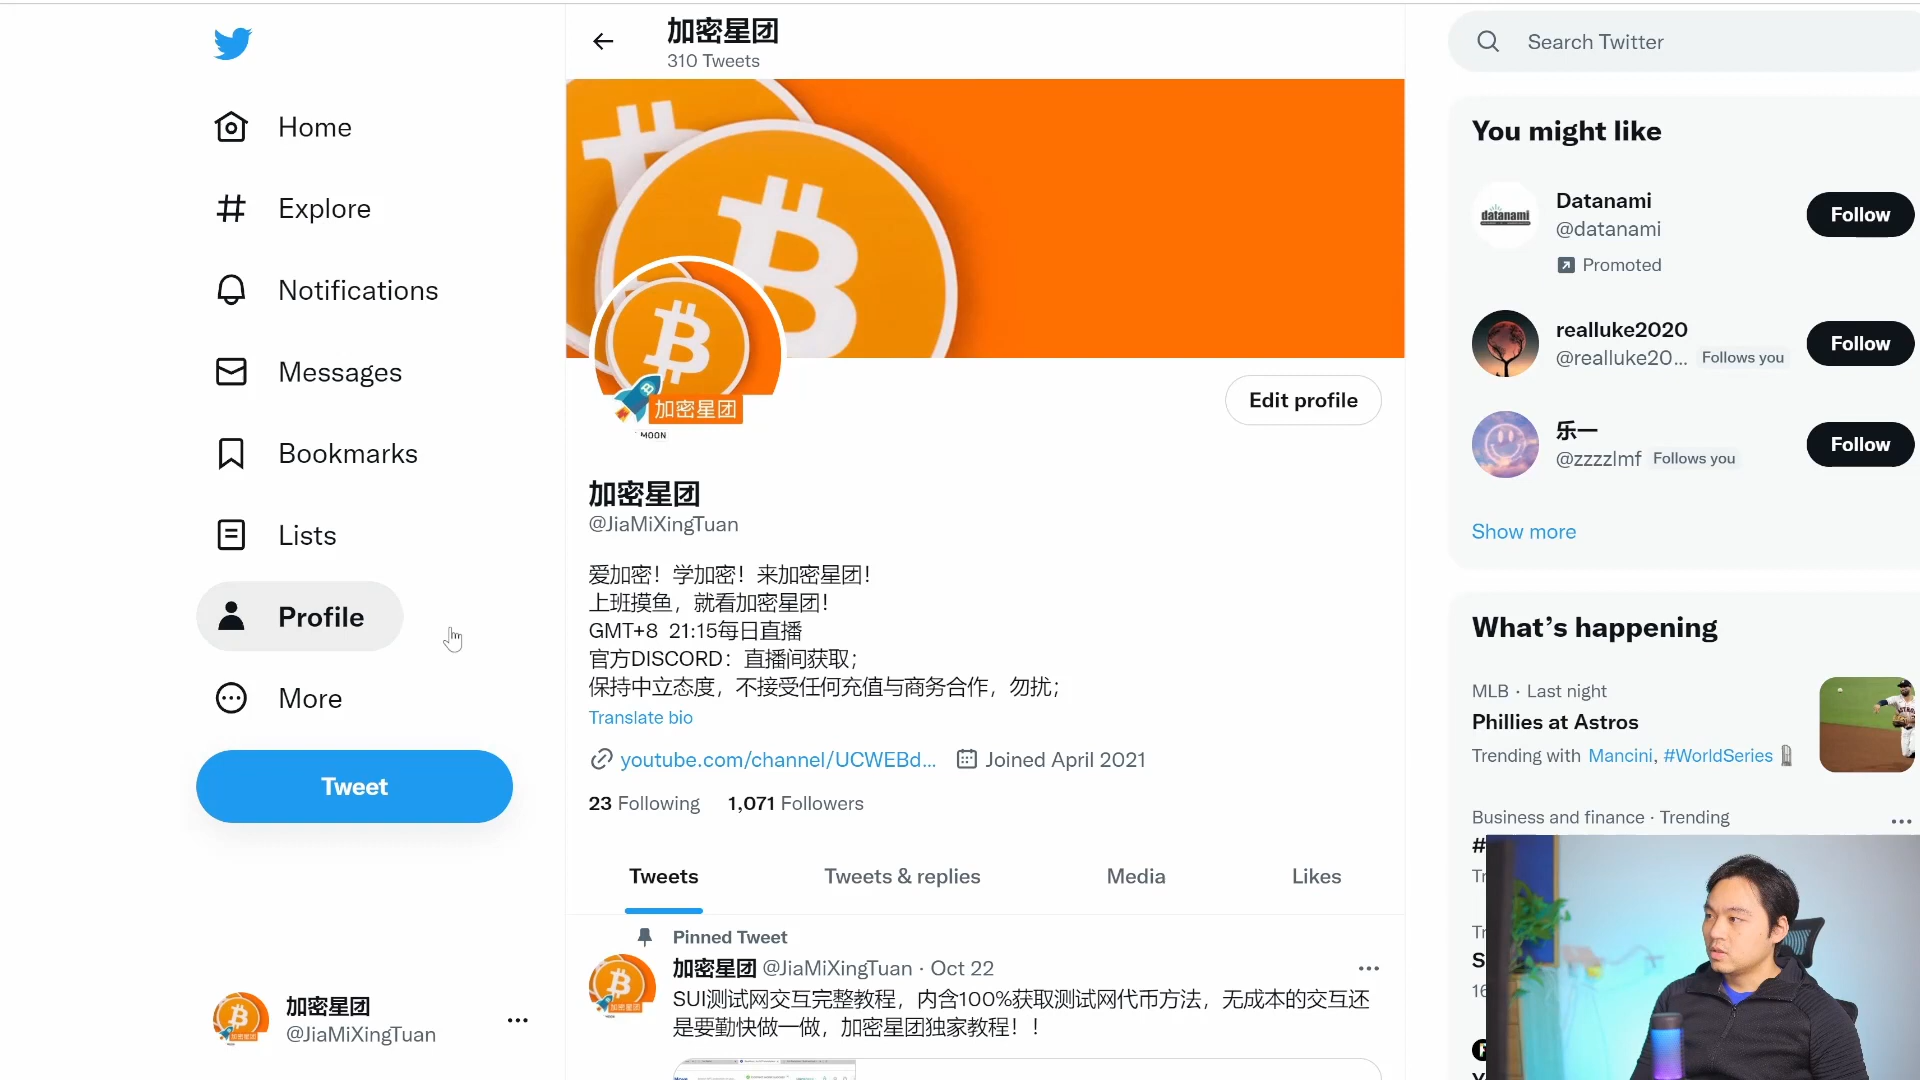 Home
Explore
Notifications
Messages
Bookmarks
Lists
Profile
More
Tweet
加密星团
@JiaMiXingTuan
加密星团
310 Tweets
加密星团
MOON
Edit profile
加密星团
@JiaMiXingTuan
爱加密！学加密！来加密星团！
上班摸鱼，就看加密星团！
GMT+8 21:15每日直播
官方DISCORD：直播间获取；
保持中立态度，不接受任何充值与商务合作，勿扰；
Translate bio
youtube.com/channel/UCWEBd... Joined April 2021
23 Following 1,071 Followers
Tweets Tweets & replies Media Likes
Pinned Tweet
加密星团 @JiaMiXingTuan · Oct 22
SUI测试网交互完整教程，内含100%获取测试网代币方法，无成本的交互还
是要勤快做一做，加密星团独家教程！！
Search Twitter
You might like
datanami
Datanami
@datanami
Promoted
Follow
realluke2020
@realluke20... Follows you
Follow
乐一
@zzzzlmf Follows you
Follow
Show more
What's happening
MLB · Last night
Phillies at Astros
Trending with Mancini, #WorldSeries
Business and finance · Trending
#